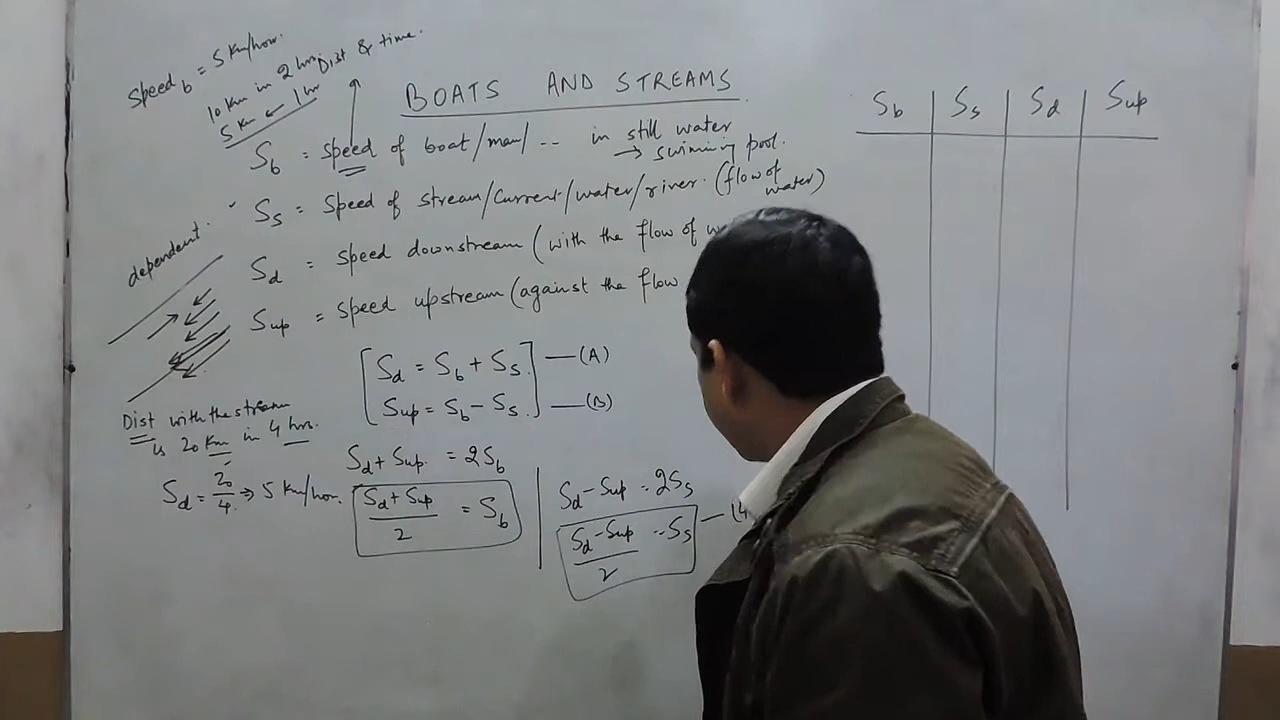 Speed b = 5 Km/hour.
10 Km in 2 hrs
5 Km ← 1 hr
Dist & time.
BOATS AND STREAMS
Sb = speed of boat/man/ -- in still water
→ swimming pool.
Ss = Speed of stream/Current/water/river. (flow of water)
dependent.
Sd = speed downstream (with the flow of
Sup = speed upstream (against the flow
Sd = Sb + Ss. —(A)
Sup = Sb - Ss. —(B)
Dist with the stream
is 20 Km in 4 hrs.
Sd = 20/4 ⇒ 5 Km/hour.
Sd + Sup = 2Sb
Sd + Sup / 2 = Sb
Sd - Sup = 2Ss
Sd - Sup / 2 = Ss — (4
Sb | Ss | Sd | Sup